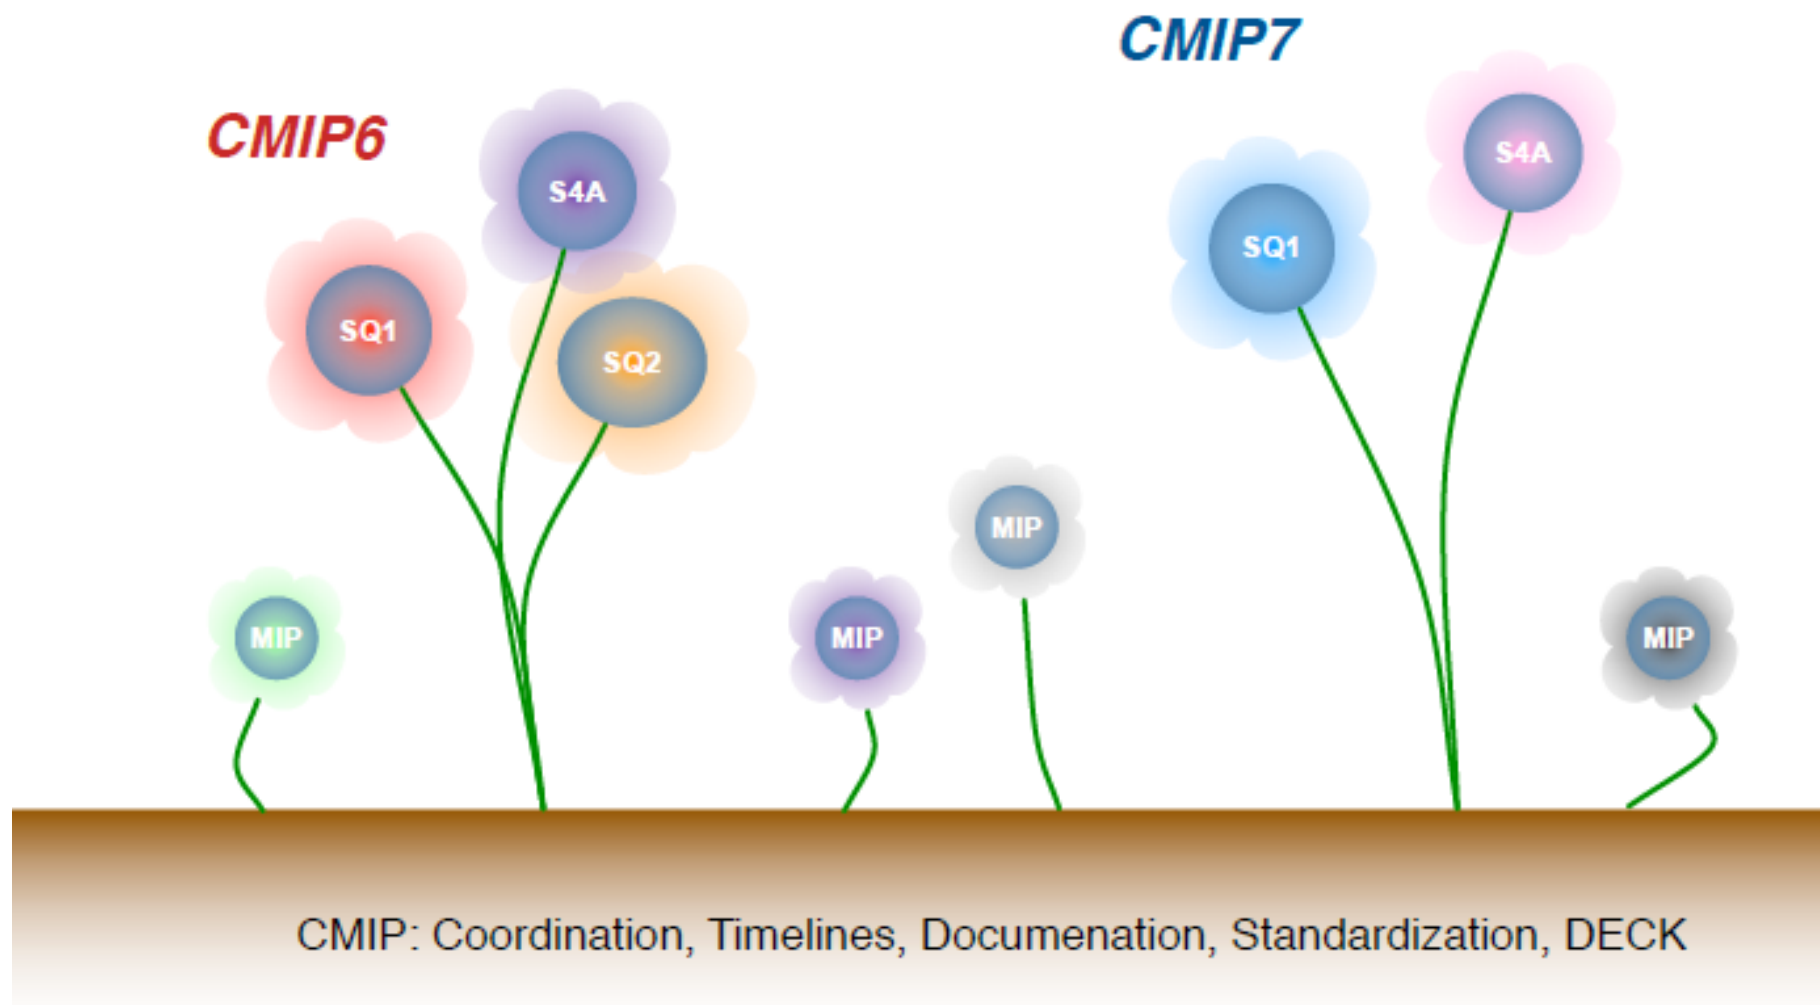 CMIP7
CMIP6
S4A
S4A
SQ1
SQ1
SQ2
MIP
MIP
MIP
MIP
CMIP: Coordination, Timelines, Documenation, Standardization, DECK